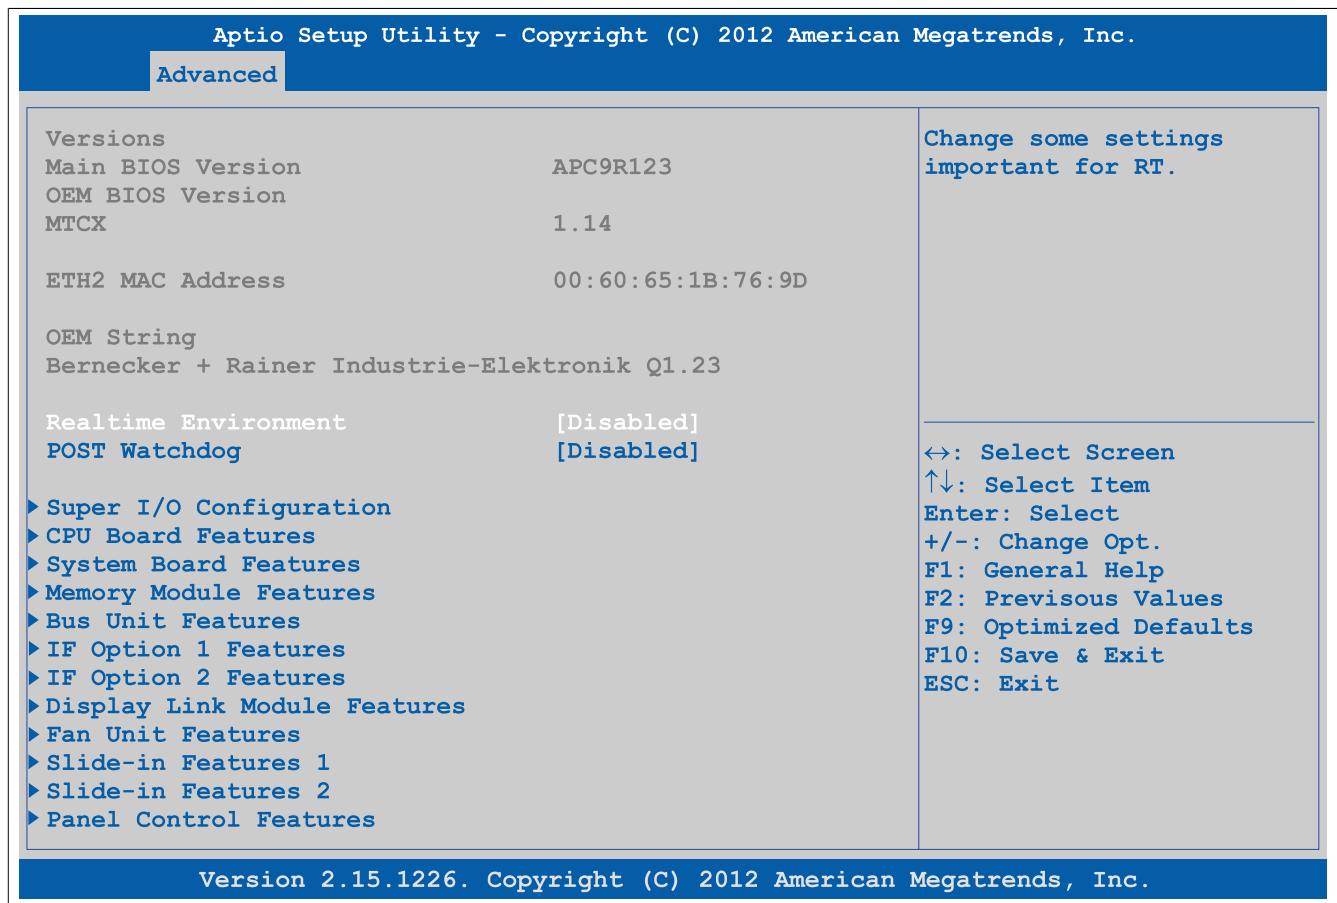 Aptio Setup Utility - Copyright (C) 2012 American Megatrends, Inc.
Advanced
Versions
Main BIOS Version APC9R123
OEM BIOS Version
MTCX 1.14
ETH2 MAC Address 00:60:65:1B:76:9D
OEM String
Bernecker + Rainer Industrie-Elektronik Q1.23
Realtime Environment [Disabled]
POST Watchdog [Disabled]
Super I/O Configuration
CPU Board Features
System Board Features
Memory Module Features
Bus Unit Features
IF Option 1 Features
IF Option 2 Features
Display Link Module Features
Fan Unit Features
Slide-in Features 1
Slide-in Features 2
Panel Control Features
Change some settings
important for RT.
↔: Select Screen
↑↓: Select Item
Enter: Select
+/-: Change Opt.
F1: General Help
F2: Previsous Values
F9: Optimized Defaults
F10: Save & Exit
ESC: Exit
Version 2.15.1226. Copyright (C) 2012 American Megatrends, Inc.